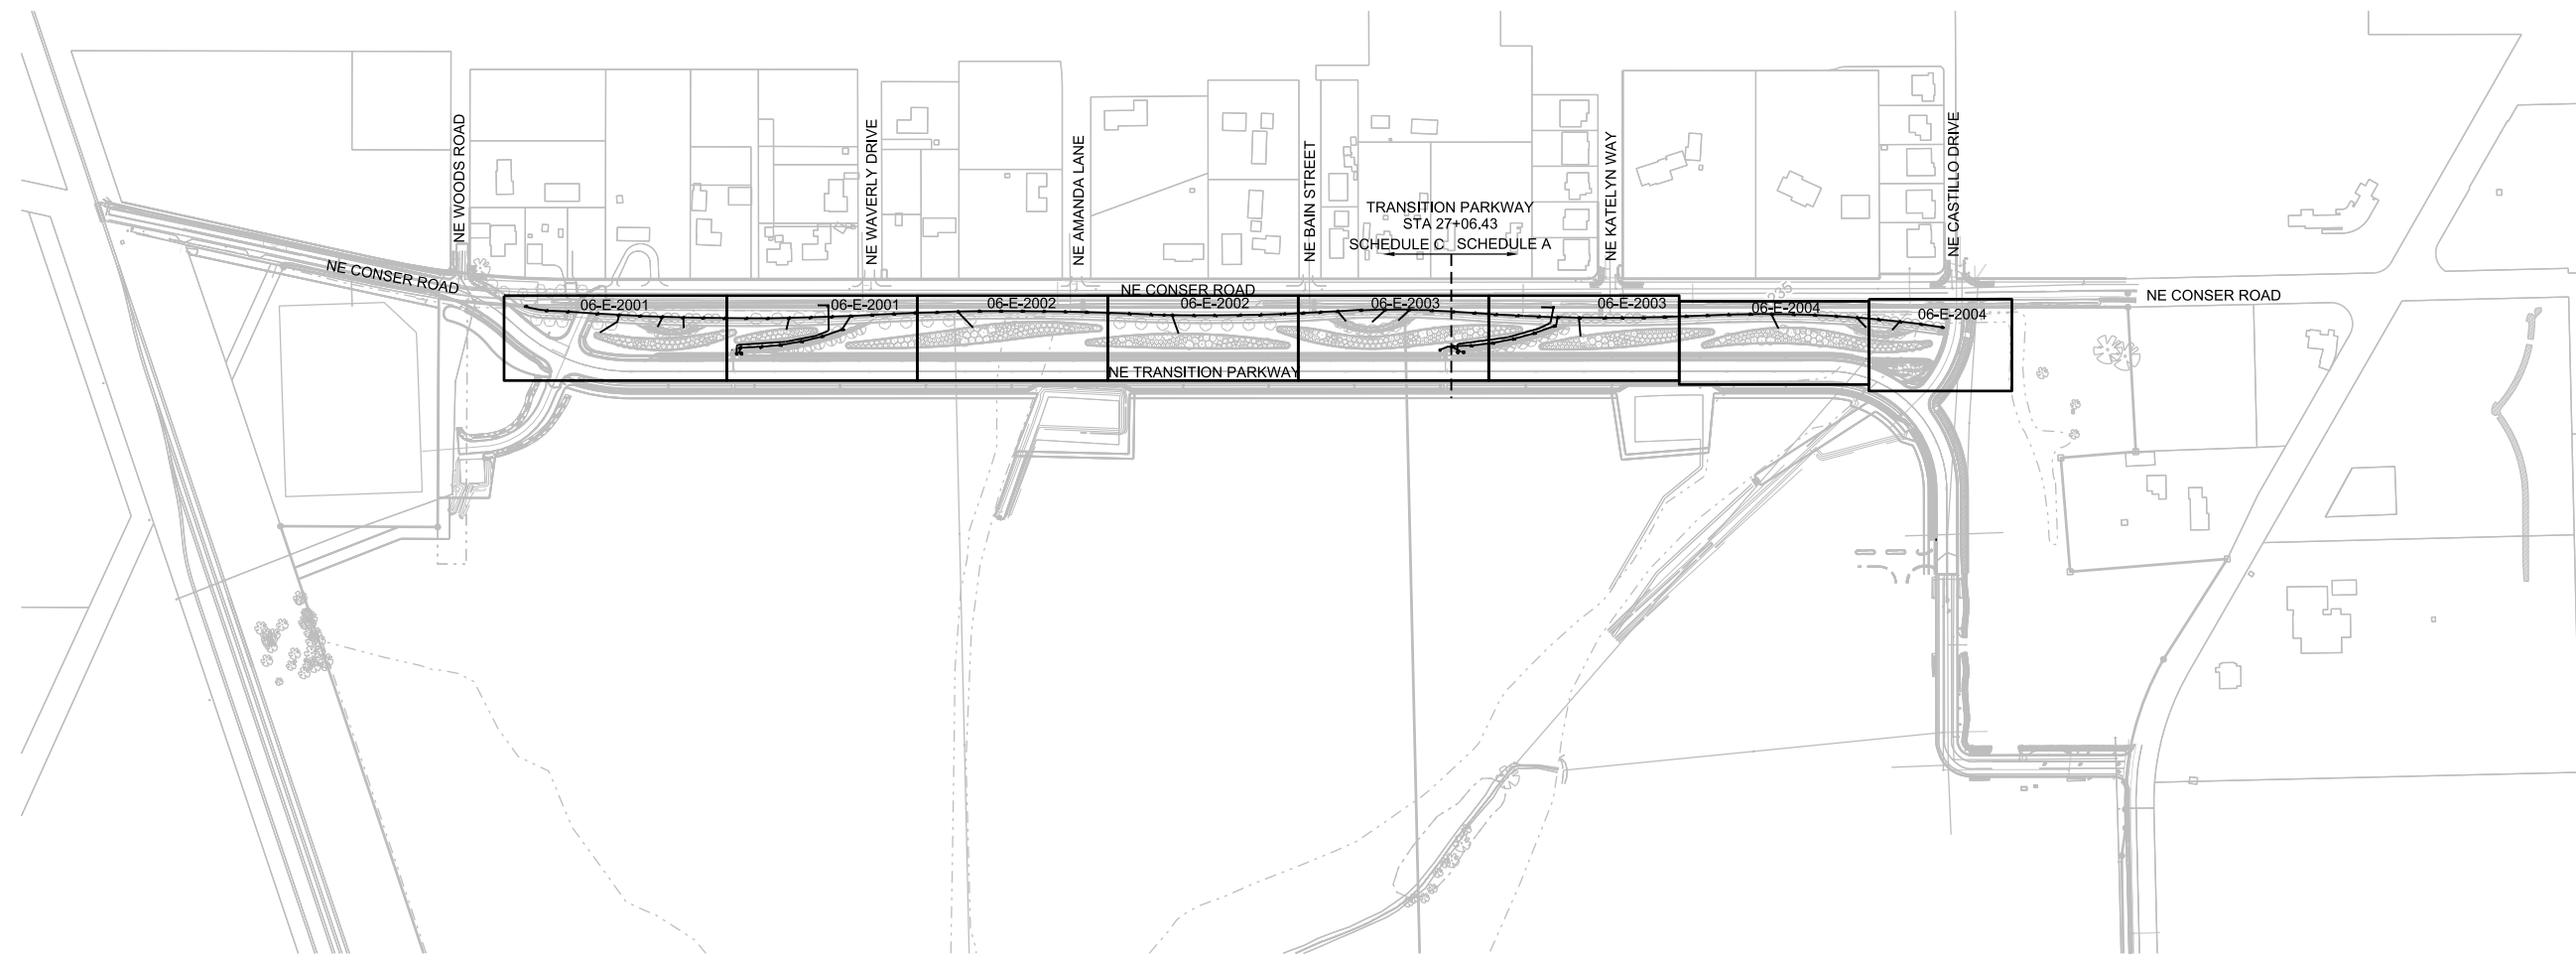 NE WOODS ROAD
NE WAVERLY DRIVE
NE AMANDA LANE
NE BAIN STREET
NE KATELYN WAY
NE CASTILLO DRIVE
TRANSITION PARKWAY
STA 27+06.43
SCHEDULE C SCHEDULE A
NE CONSER ROAD
NE CONSER ROAD
NE CONSER ROAD
235
06-E-2001
06-E-2001
06-E-2002
06-E-2002
06-E-2003
06-E-2003
06-E-2004
06-E-2004
NE TRANSITION PARKWAY